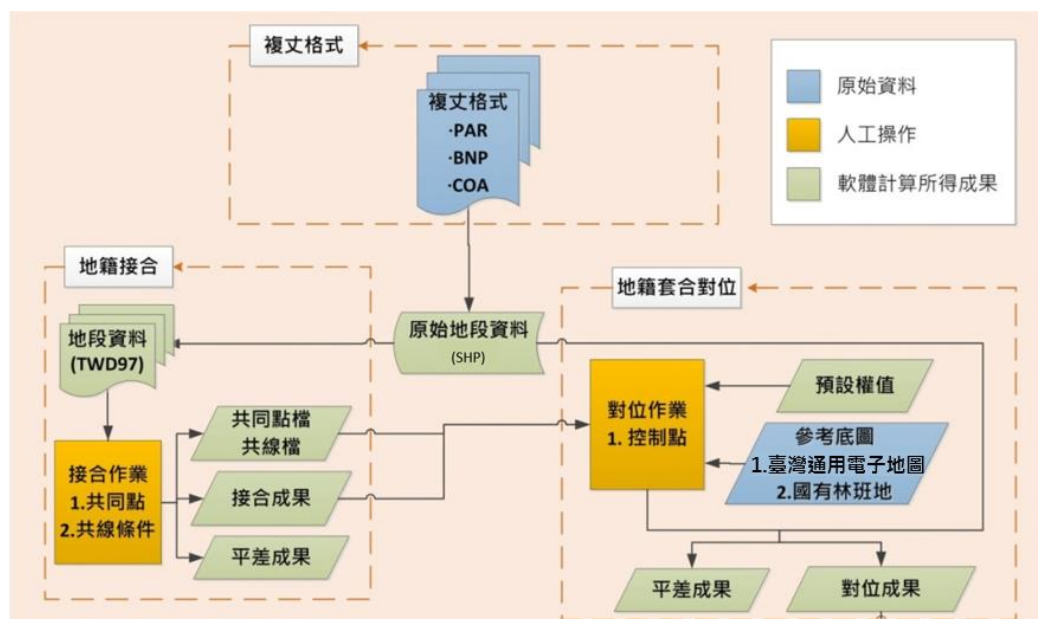 複丈格式
複丈格式
·PAR
·BNP
·COA
原始資料
人工操作
軟體計算所得成果
地籍接合
地段資料
(TWD97)
原始地段資料
(SHP)
地籍套合對位
接合作業
1.共同點
2.共線條件
共同點檔
共線檔
接合成果
平差成果
對位作業
1. 控制點
預設權值
參考底圖
1.臺灣通用電子地圖
2.國有林班地
平差成果
對位成果